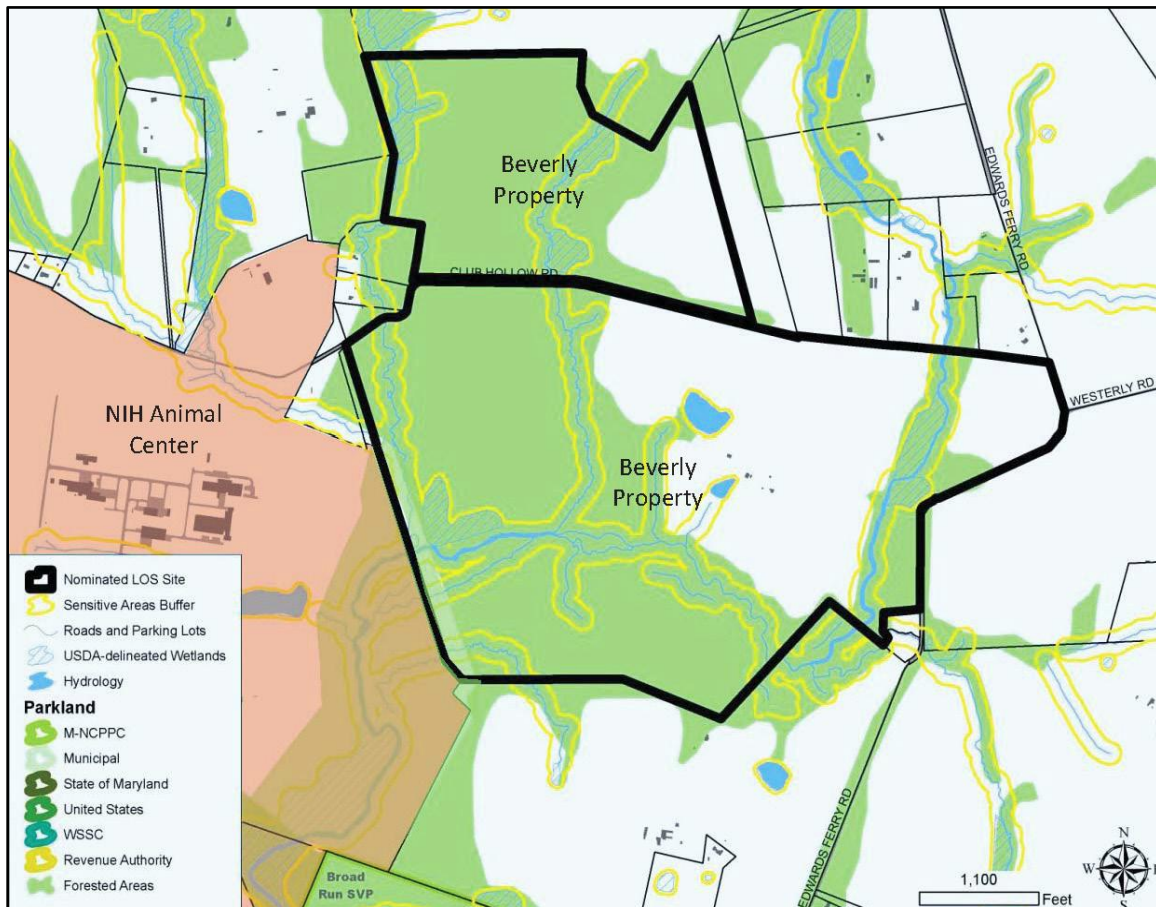 Beverly
Property
EDWARDS FERRY RD
CLUB HOLLOW RD
WESTERLY RD
NIH Animal
Center
Beverly
Property
Nominated LOS Site
Sensitive Areas Buffer
Roads and Parking Lots
USDA-delineated Wetlands
Hydrology
Parkland
M-NCPPC
Municipal
State of Maryland
United States
WSSC
Revenue Authority
Forested Areas
Broad
Run SVP
EDWARDS FERRY RD
1,100
Feet
N
W
E
S